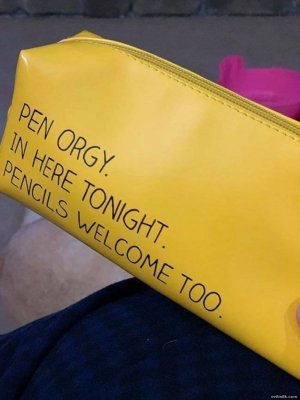 PEN ORGY.
IN HERE TONIGHT.
PENCILS WELCOME TOO.